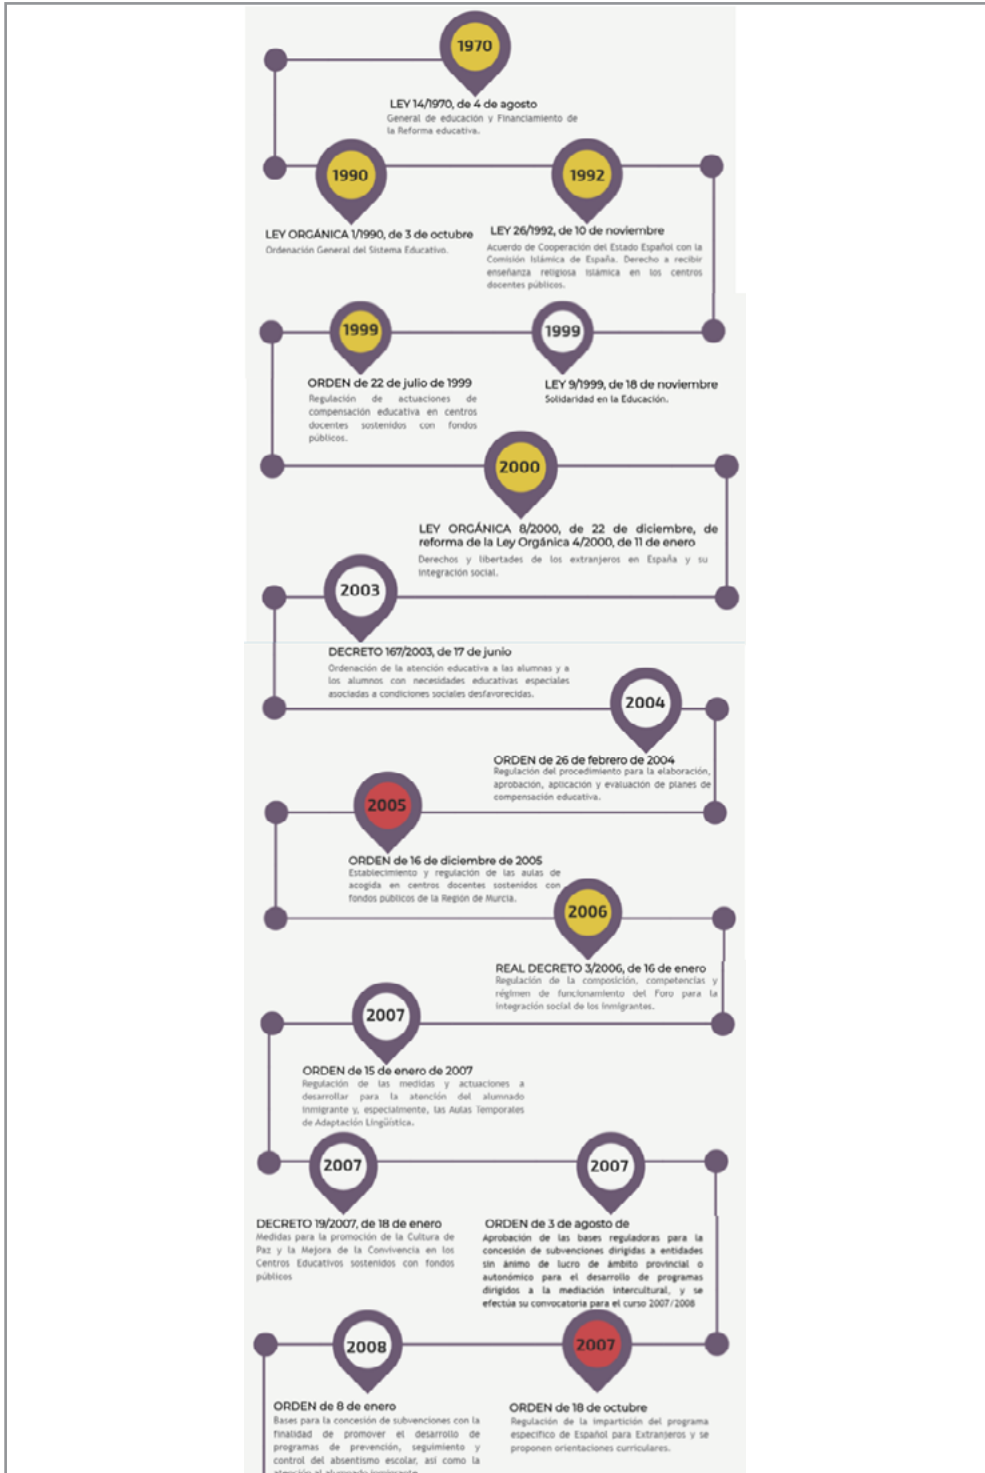 1970
LEY 14/1970, de 4 de agosto
General de educación y Financiamiento de
la Reforma educativa.
1990
LEY ORGÁNICA 1/1990, de 3 de octubre
Ordenación General del Sistema Educativo.
1992
LEY 26/1992, de 10 de noviembre
Acuerdo de Cooperación del Estado Español con la
Comisión Islámica de España. Derecho a recibir
enseñanza religiosa islámica en los centros
docentes públicos.
1999
ORDEN de 22 de julio de 1999
Regulación de actuaciones de
compensación educativa en centros
docentes sostenidos con fondos
públicos.
1999
LEY 9/1999, de 18 de noviembre
Solidaridad en la Educación.
2000
LEY ORGÁNICA 8/2000, de 22 de diciembre, de
reforma de la Ley Orgánica 4/2000, de 11 de enero
Derechos y libertades de los extranjeros en España y su
integración social.
2003
DECRETO 167/2003, de 17 de junio
Ordenación de la atención educativa a las alumnas y a
los alumnos con necesidades educativas especiales
asociadas a condiciones sociales desfavorecidas.
2004
ORDEN de 26 de febrero de 2004
Regulación del procedimiento para la elaboración,
aprobación, aplicación y evaluación de planes de
compensación educativa.
2005
ORDEN de 16 de diciembre de 2005
Establecimiento y regulación de las aulas de
acogida en centros docentes sostenidos con
fondos públicos de la Región de Murcia.
2006
REAL DECRETO 3/2006, de 16 de enero
Regulación de la composición, competencias y
régimen de funcionamiento del Foro para la
integración social de los inmigrantes.
2007
ORDEN de 15 de enero de 2007
Regulación de las medidas y actuaciones a
desarrollar para la atención del alumnado
inmigrante y, especialmente, las Aulas Temporales
de Adaptación Lingüística.
2007
DECRETO 19/2007, de 18 de enero
Medidas para la promoción de la Cultura de
Paz y la Mejora de la Convivencia en los
Centros Educativos sostenidos con fondos
públicos
2007
ORDEN de 3 de agosto de
Aprobación de las bases reguladoras para la
concesión de subvenciones dirigidas a entidades
sin ánimo de lucro de ámbito provincial o
autonómico para el desarrollo de programas
dirigidos a la mediación intercultural, y se
efectúa su convocatoria para el curso 2007/2008
2008
ORDEN de 8 de enero
Bases para la concesión de subvenciones con la
finalidad de promover el desarrollo de
programas de prevención, seguimiento y
control del absentismo escolar, así como la
atención al alumnado inmigrante
2007
ORDEN de 18 de octubre
Regulación de la impartición del programa
específico de Español para Extranjeros y se
proponen orientaciones curriculares.